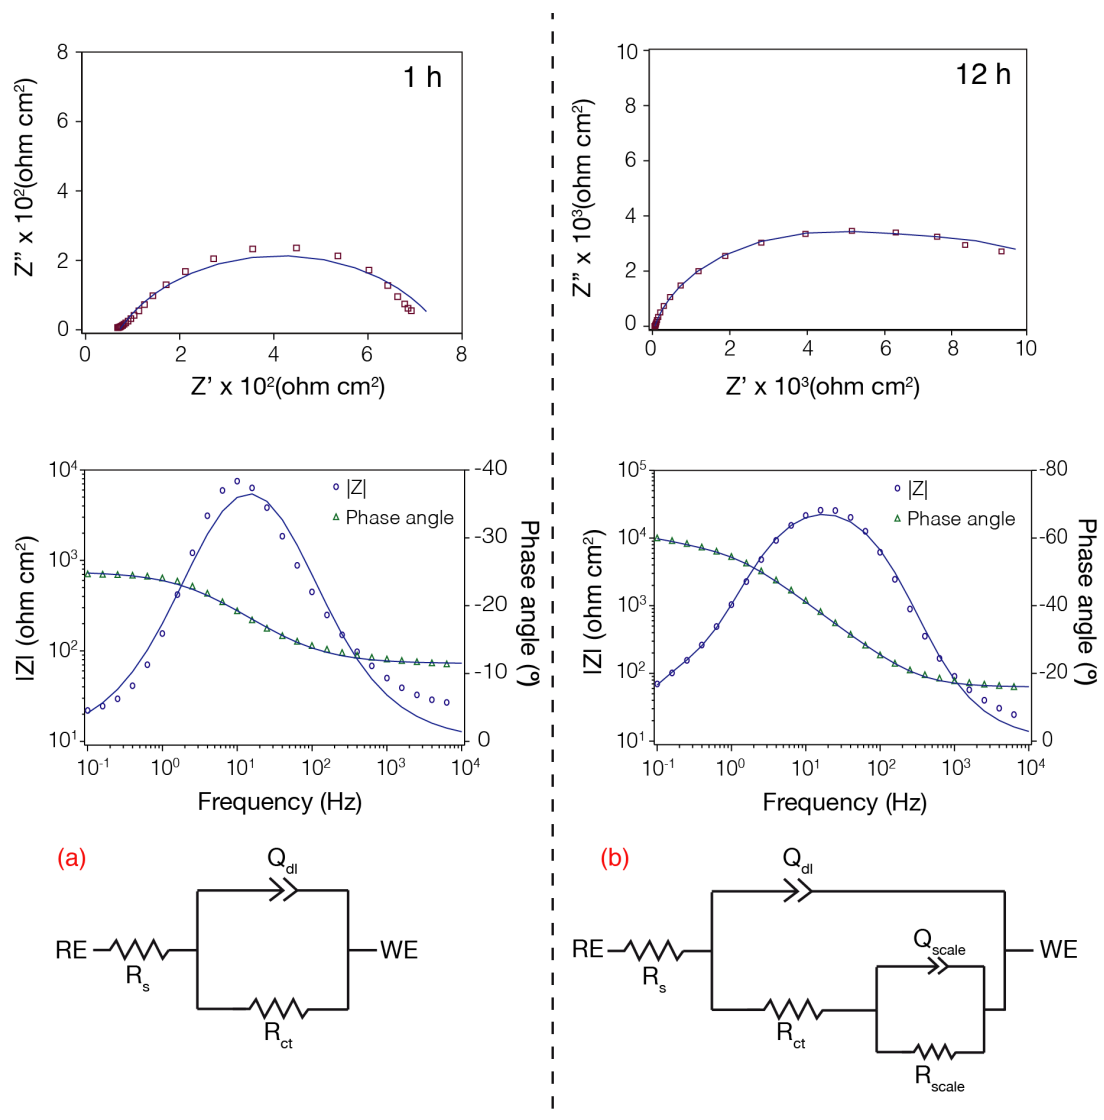 1 h
8
6
4
2
0
Z" x 10²(ohm cm²)
0 2 4 6 8
Z' x 10²(ohm cm²)
12 h
10
8
6
4
2
0
Z" x 10³(ohm cm²)
0 2 4 6 8 10
Z' x 10³(ohm cm²)
10⁴
10³
10²
10¹
|Z| (ohm cm²)
|Z|
Phase angle
-40
-30
-20
-10
0
Phase angle (º)
10⁻¹ 10⁰ 10¹ 10² 10³ 10⁴
Frequency (Hz)
10⁵
10⁴
10³
10²
10¹
|Z| (ohm cm²)
|Z|
Phase angle
-80
-60
-40
-20
0
Phase angle (º)
10⁻¹ 10⁰ 10¹ 10² 10³ 10⁴
Frequency (Hz)
(a)
Qdl
RE
WE
Rs
Rct
(b)
Qdl
RE
Qscale
WE
Rs
Rct
Rscale